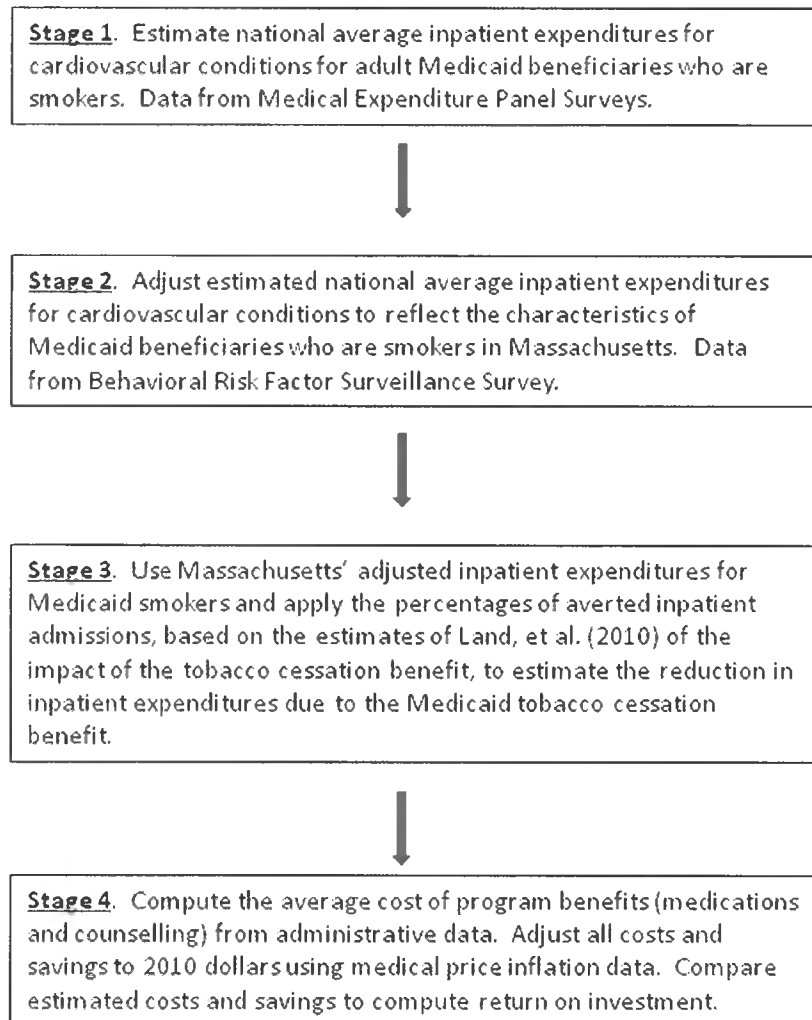 Stage 1. Estimate national average inpatient expenditures for
cardiovascular conditions for adult Medicaid beneficiaries who are
smokers. Data from Medical Expenditure Panel Surveys.
Stage 2. Adjust estimated national average inpatient expenditures
for cardiovascular conditions to reflect the characteristics of
Medicaid beneficiaries who are smokers in Massachusetts. Data
from Behavioral Risk Factor Surveillance Survey.
Stage 3. Use Massachusetts' adjusted inpatient expenditures for
Medicaid smokers and apply the percentages of averted inpatient
admissions, based on the estimates of Land, et al. (2010) of the
impact of the tobacco cessation benefit, to estimate the reduction in
inpatient expenditures due to the Medicaid tobacco cessation
benefit.
Stage 4. Compute the average cost of program benefits (medications
and counselling) from administrative data. Adjust all costs and
savings to 2010 dollars using medical price inflation data. Compare
estimated costs and savings to compute return on investment.